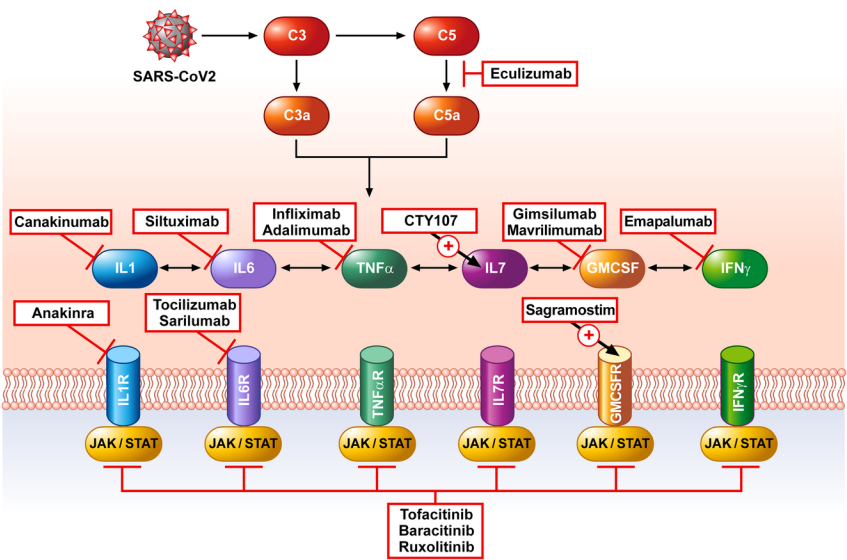 SARS-CoV2
C3
C5
Eculizumab
C3a
C5a
Canakinumab
Siltuximab
Infliximab
Adalimumab
CTY107
Gimsilumab
Mavrilimumab
Emapalumab
+
IL1
IL6
TNFα
IL7
GMCSF
IFNγ
Anakinra
Tocilizumab
Sarilumab
Sagramostim
+
IL1R
IL6R
TNFαR
IL7R
GMCSFR
IFNγR
JAK / STAT
JAK / STAT
JAK / STAT
JAK / STAT
JAK / STAT
JAK / STAT
Tofacitinib
Baracitinib
Ruxolitinib